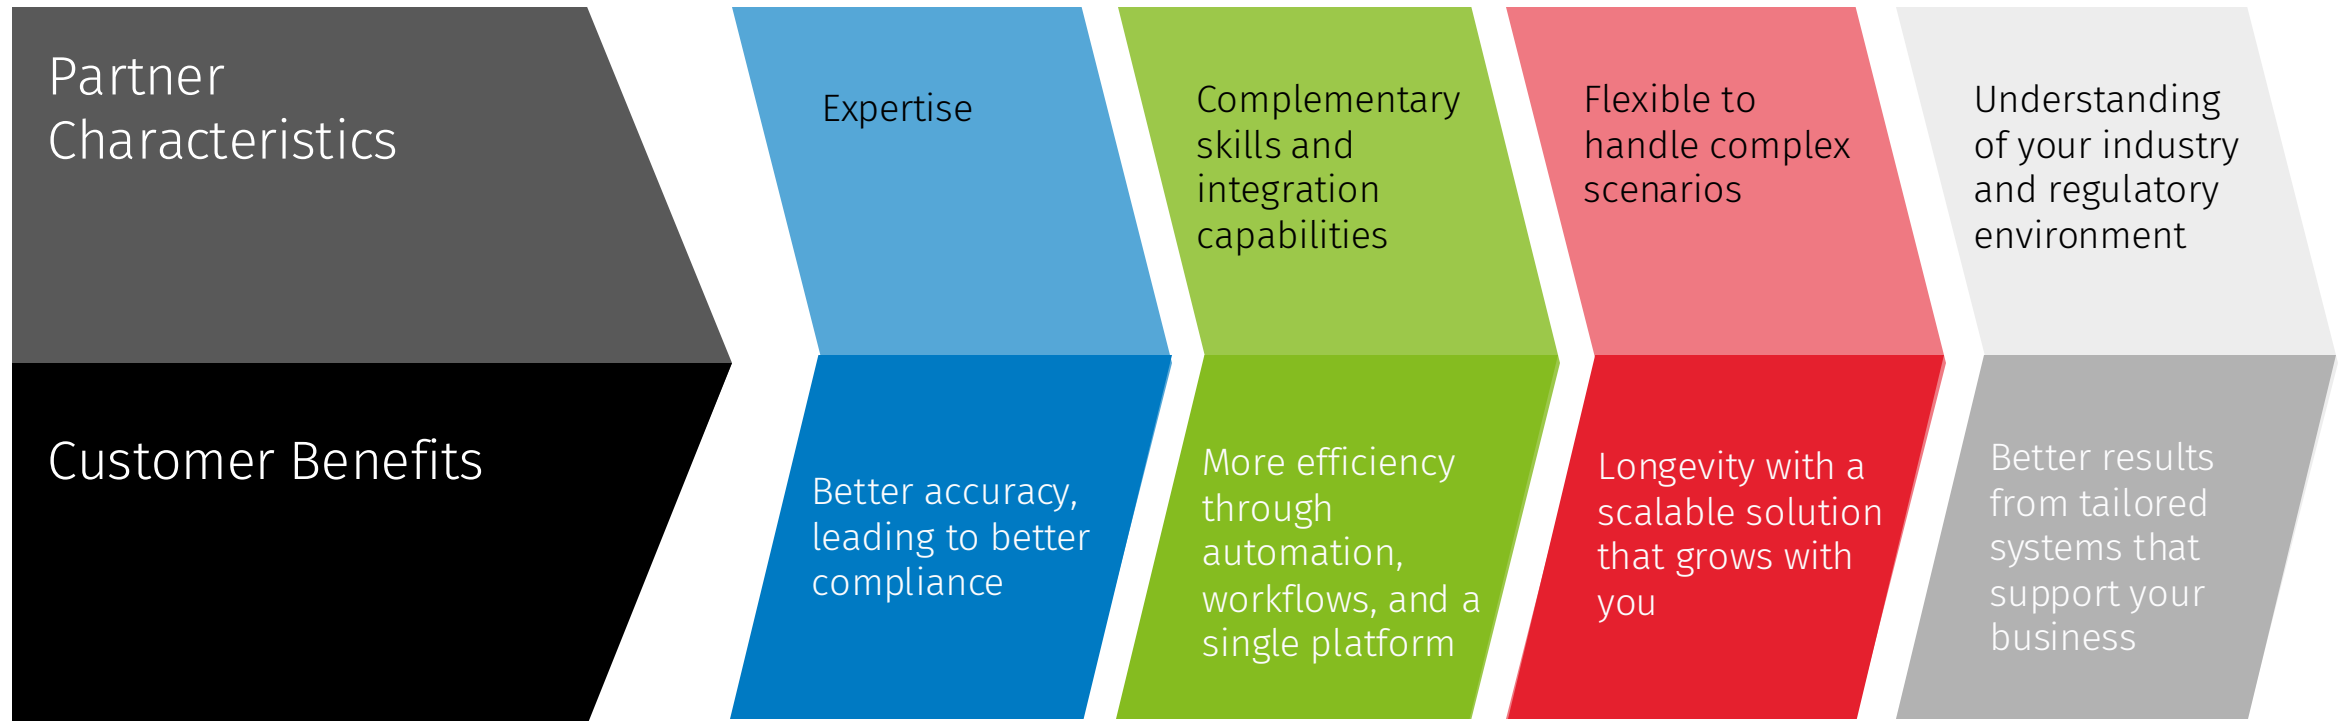 Partner
Characteristics
Expertise
Complementary
skills and
integration
capabilities
Flexible to
handle complex
scenarios
Understanding
of your industry
and regulatory
environment
Customer Benefits
Better accuracy,
leading to better
compliance
More efficiency
through
automation,
workflows, and a
single platform
Longevity with a
scalable solution
that grows with
you
Better results
from tailored
systems that
support your
business